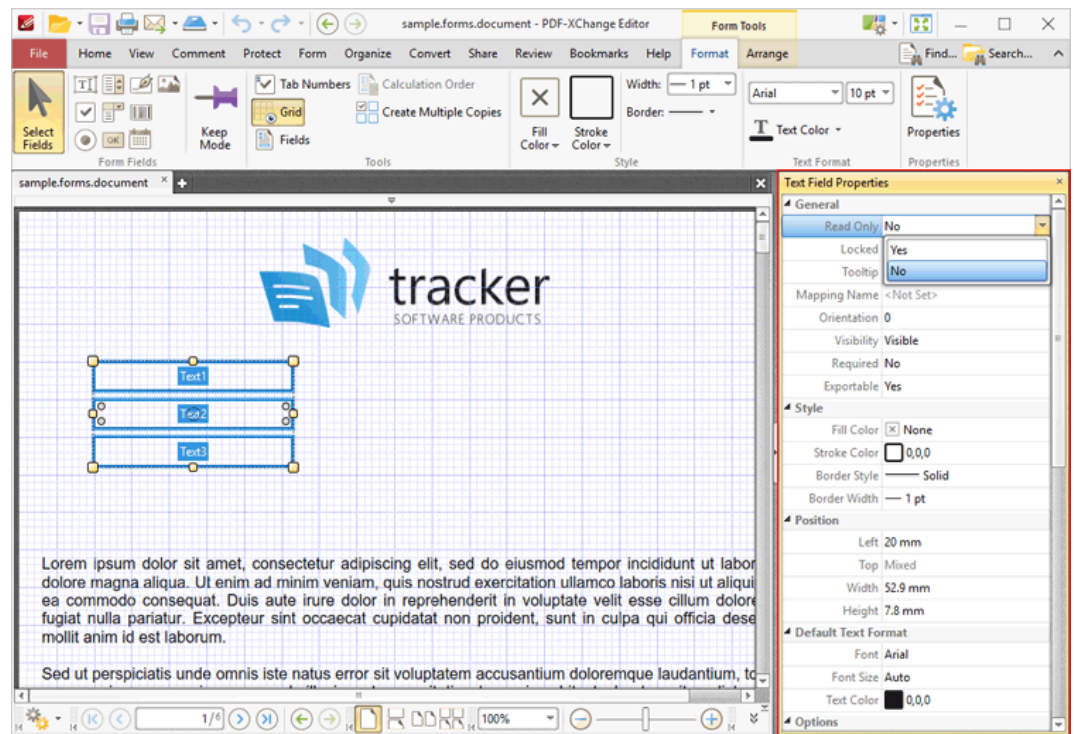 sample.forms.document - PDF-XChange Editor
Form Tools
File Home View Comment Protect Form Organize Convert Share Review Bookmarks Help Format Arrange Find... Search...
Select Fields
OK
Form Fields
Keep Mode
Tab Numbers
Grid
Fields
Calculation Order
Create Multiple Copies
Tools
Fill Color
Stroke Color
Width: 1 pt
Border:
Style
Arial 10 pt
Text Color
Text Format
Properties
Properties
sample.forms.document
tracker
SOFTWARE PRODUCTS
Text1
Text2
Text3
Lorem ipsum dolor sit amet, consectetur adipiscing elit, sed do eiusmod tempor incididunt ut labor
dolore magna aliqua. Ut enim ad minim veniam, quis nostrud exercitation ullamco laboris nisi ut aliqui
ea commodo consequat. Duis aute irure dolor in reprehenderit in voluptate velit esse cillum dolore
fugiat nulla pariatur. Excepteur sint occaecat cupidatat non proident, sunt in culpa qui officia dese
mollit anim id est laborum.
Sed ut perspiciatis unde omnis iste natus error sit voluptatem accusantium doloremque laudantium, to
1/6
100%
Text Field Properties
General
Read Only No
Locked Yes
Tooltip No
Mapping Name <Not Set>
Orientation 0
Visibility Visible
Required No
Exportable Yes
Style
Fill Color None
Stroke Color 0,0,0
Border Style Solid
Border Width 1 pt
Position
Left 20 mm
Top Mixed
Width 52.9 mm
Height 7.8 mm
Default Text Format
Font Arial
Font Size Auto
Text Color 0,0,0
Options